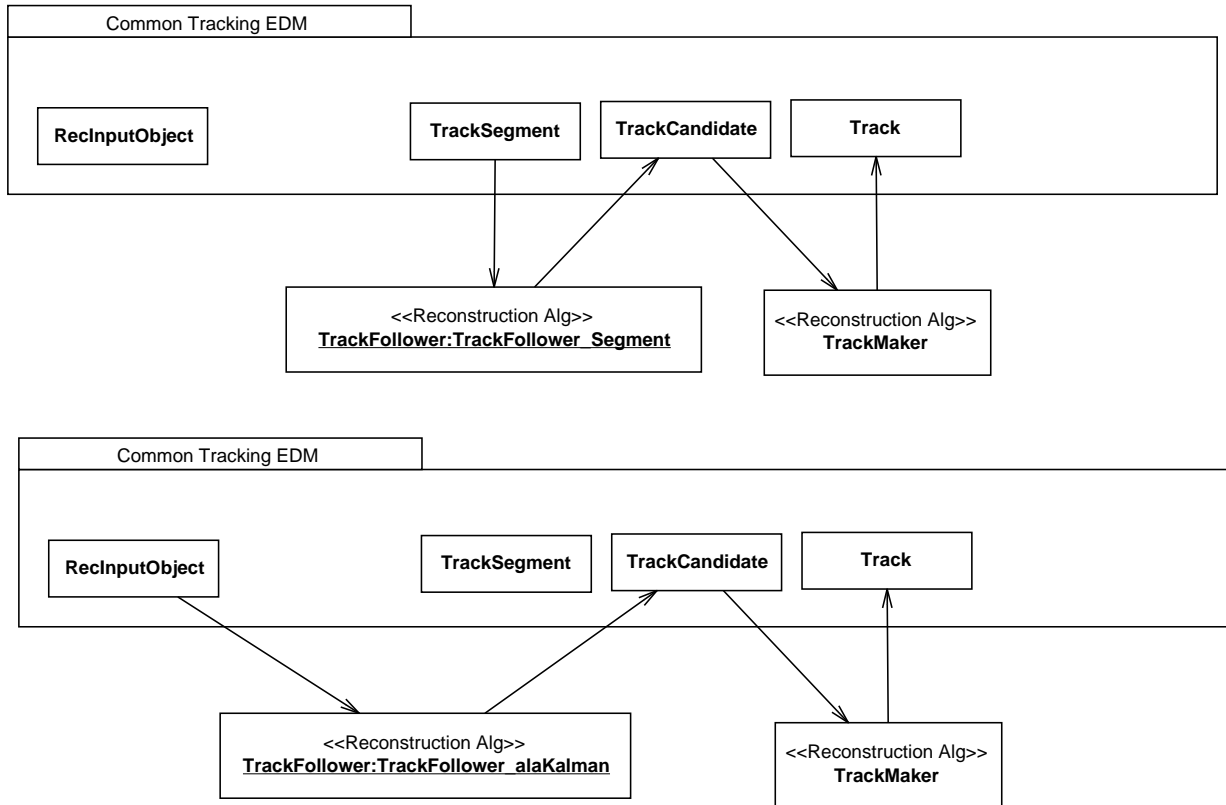 Common Tracking EDM
RecInputObject
TrackSegment
TrackCandidate
Track
<<Reconstruction Alg>>
TrackFollower:TrackFollower_Segment
<<Reconstruction Alg>>
TrackMaker
Common Tracking EDM
RecInputObject
TrackSegment
TrackCandidate
Track
<<Reconstruction Alg>>
TrackFollower:TrackFollower_alaKalman
<<Reconstruction Alg>>
TrackMaker